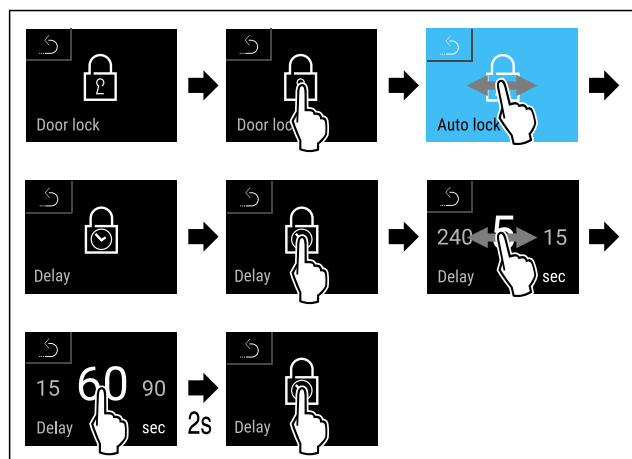 Door lock
Door loc
Auto lock
Delay
Delay
240 5 15
Delay sec
15 60 90
Delay sec
2s
Delay